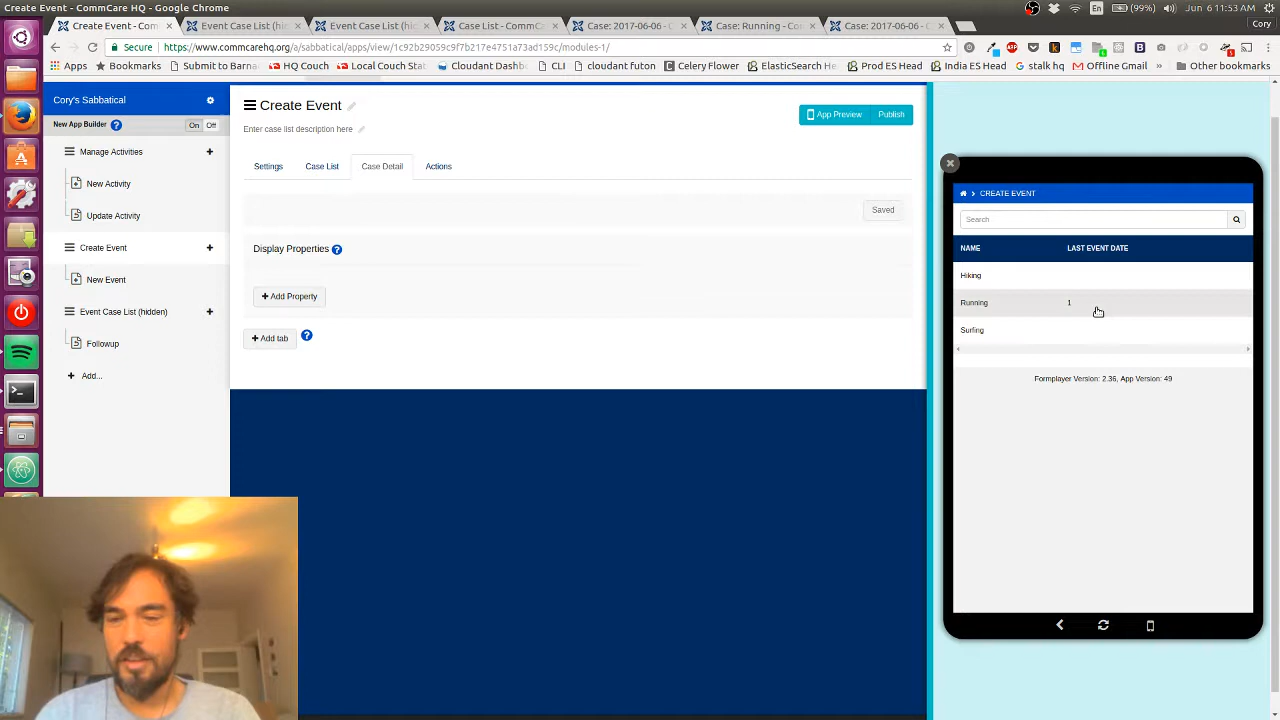 Create Event - CommCare HQ - Google Chrome
En (99%) Jun 6 11:53 AM Cory
Create Event - Com × Event Case List (hi × Event Case List (hi × Case List - CommC × Case: 2017-06-06 - C × Case: Running - Co × Case: 2017-06-06 - C ×
Cory
Secure https://www.commcarehq.org/a/sabbatical/apps/view/1c92b29059c9f7b217e4751a73ad159c/modules-1/
Apps Bookmarks Submit to Barna HQ Couch Local Couch Stat Cloudant Dashb CLI cloudant futon Celery Flower ElasticSearch H Prod ES Head India ES Head stalk hq Offline Gmail » Other bookmarks
Cory's Sabbatical
New App Builder ? On Off
Manage Activities +
New Activity
Update Activity
Create Event +
New Event
Event Case List (hidden) +
Followup
+ Add...
Create Event
Enter case list description here
App Preview Publish
Settings Case List Case Detail Actions
Saved
Display Properties ?
+ Add Property
+ Add tab ?
> CREATE EVENT
Search
NAME LAST EVENT DATE
Hiking
Running 1
Surfing
Formplayer Version: 2.36, App Version: 49